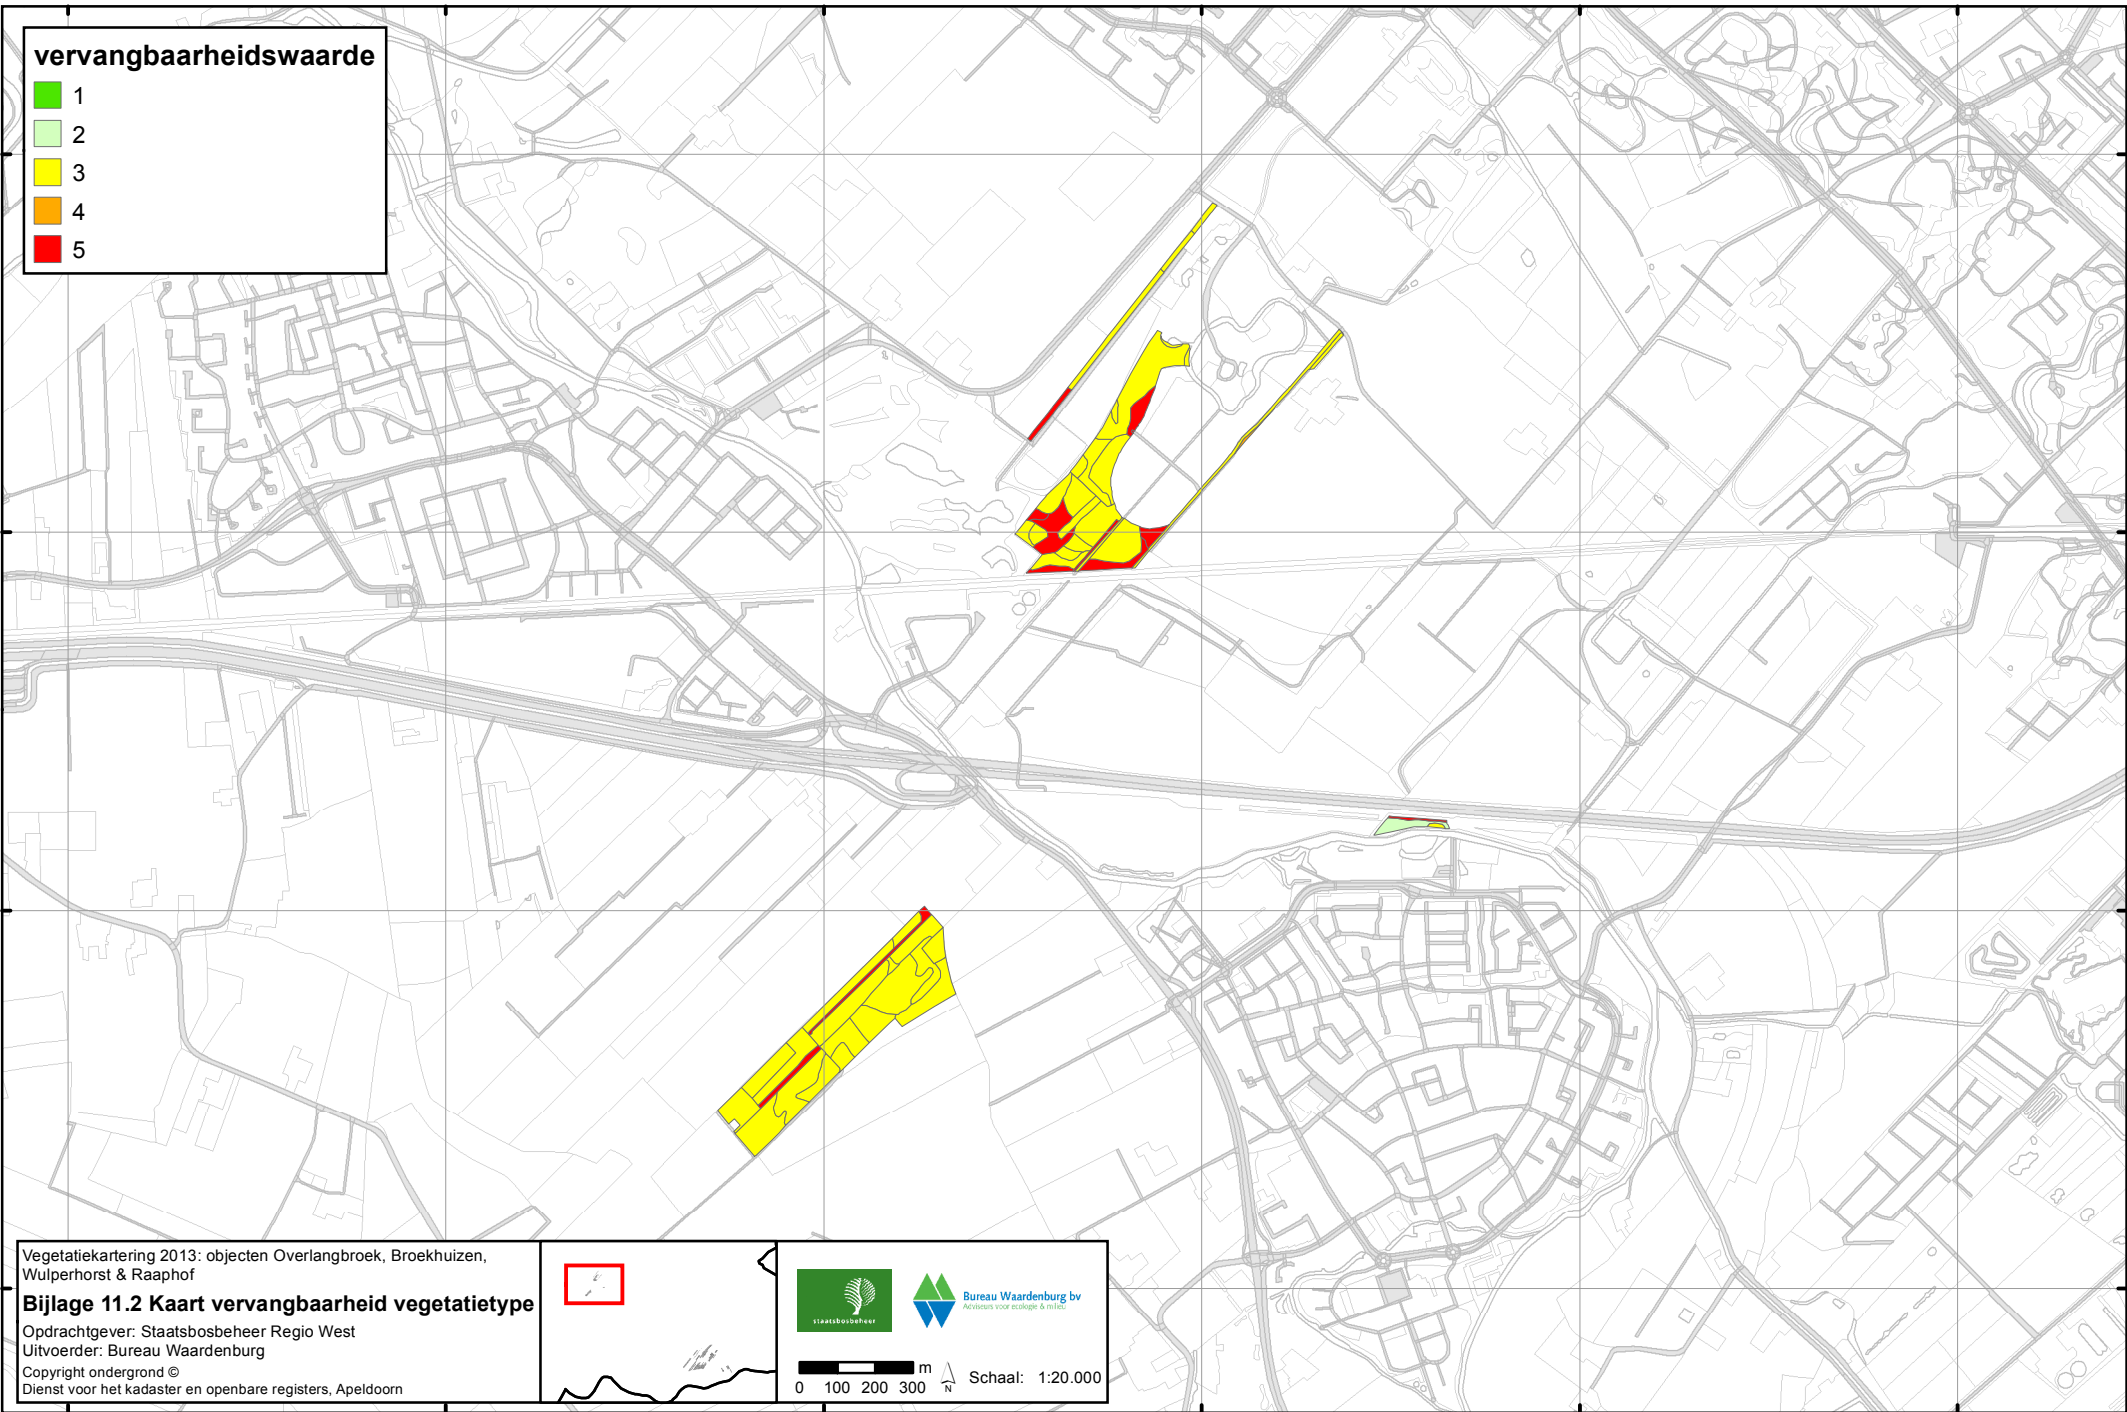 vervangbaarheidswaarde
1
2
3
4
5
Vegetatiekartering 2013: objecten Overlangbroek, Broekhuizen,
Wulperhorst & Raaphof
Bijlage 11.2 Kaart vervangbaarheid vegetatietype
Opdrachtgever: Staatsbosbeheer Regio West
Uitvoerder: Bureau Waardenburg
Copyright ondergrond ©
Dienst voor het kadaster en openbare registers, Apeldoorn
staatsbosbeheer
Bureau Waardenburg bv
Adviseurs voor ecologie & milieu
m
0 100 200 300
N
Schaal: 1:20.000